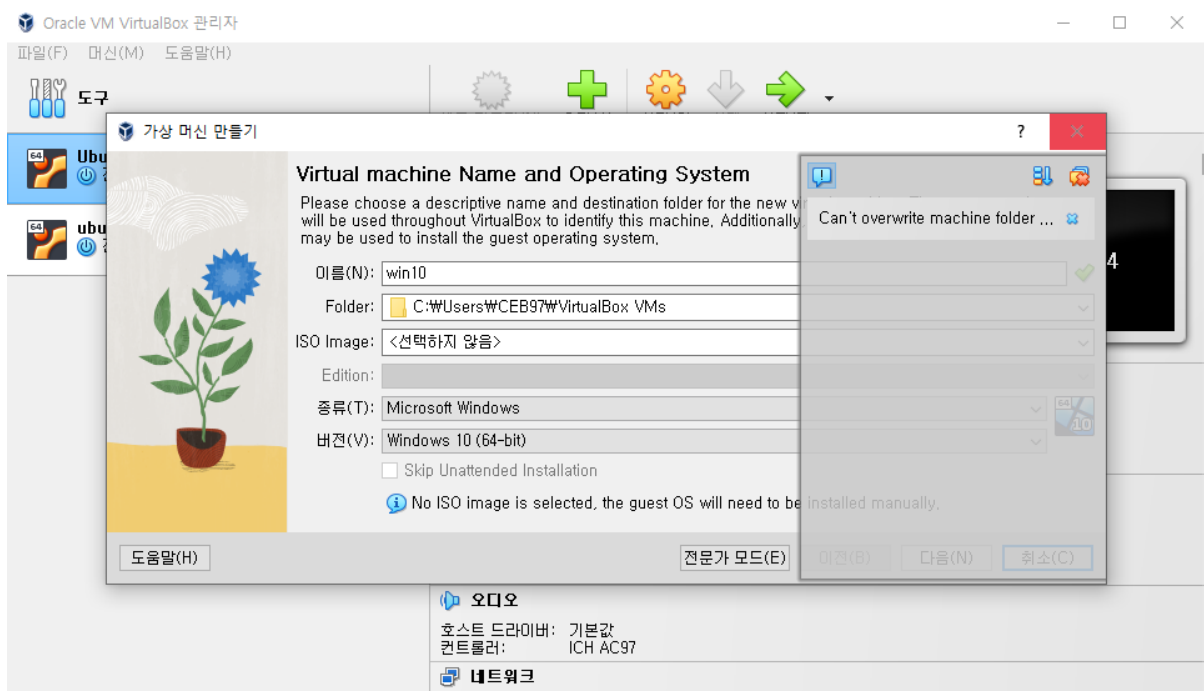 Oracle VM VirtualBox 관리자
파일(F) 머신(M) 도움말(H)
도구
가상 머신 만들기
?
64
Ubu
64
ubu
Virtual machine Name and Operating System
Please choose a descriptive name and destination folder for the new
will be used throughout VirtualBox to identify this machine. Additionally,
may be used to install the guest operating system.
Can't overwrite machine folder ...
4
이름(N): win10
Folder: C:₩Users₩CEB97₩VirtualBox VMs
ISO Image: <선택하지 않음>
Edition:
종류(T): Microsoft Windows
64
10
버전(V): Windows 10 (64-bit)
Skip Unattended Installation
No ISO image is selected, the guest OS will need to be installed manually.
도움말(H) 전문가 모드(E) 이전(B) 다음(N) 취소(C)
오디오
호스트 드라이버: 기본값
컨트롤러: ICH AC97
네트워크